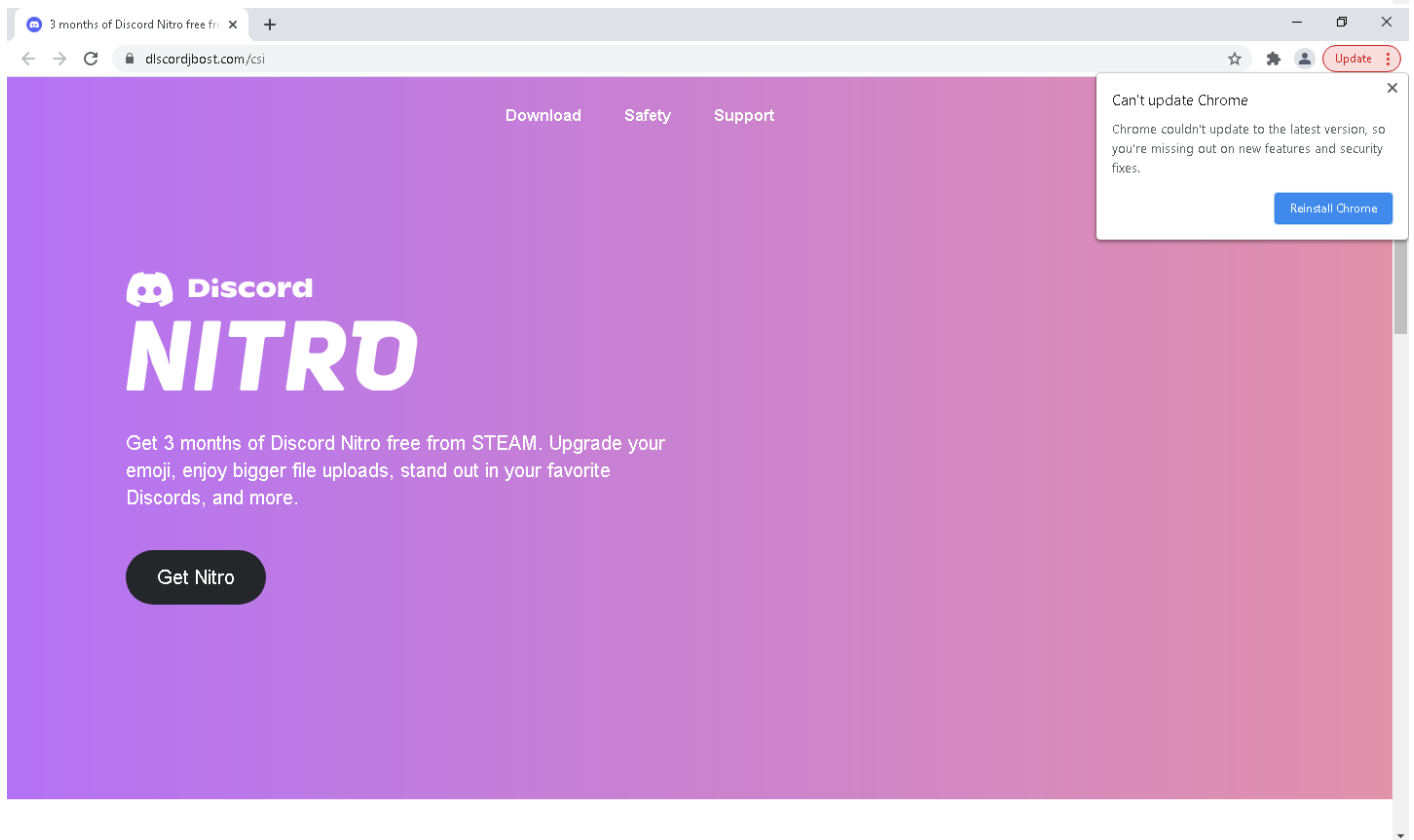 3 months of Discord Nitro free fr
dlscordjbost.com/csi
Update
Can't update Chrome
Chrome couldn't update to the latest version, so
you're missing out on new features and security
fixes.
Reinstall Chrome
Download Safety Support
Discord
NITRO
Get 3 months of Discord Nitro free from STEAM. Upgrade your
emoji, enjoy bigger file uploads, stand out in your favorite
Discords, and more.
Get Nitro